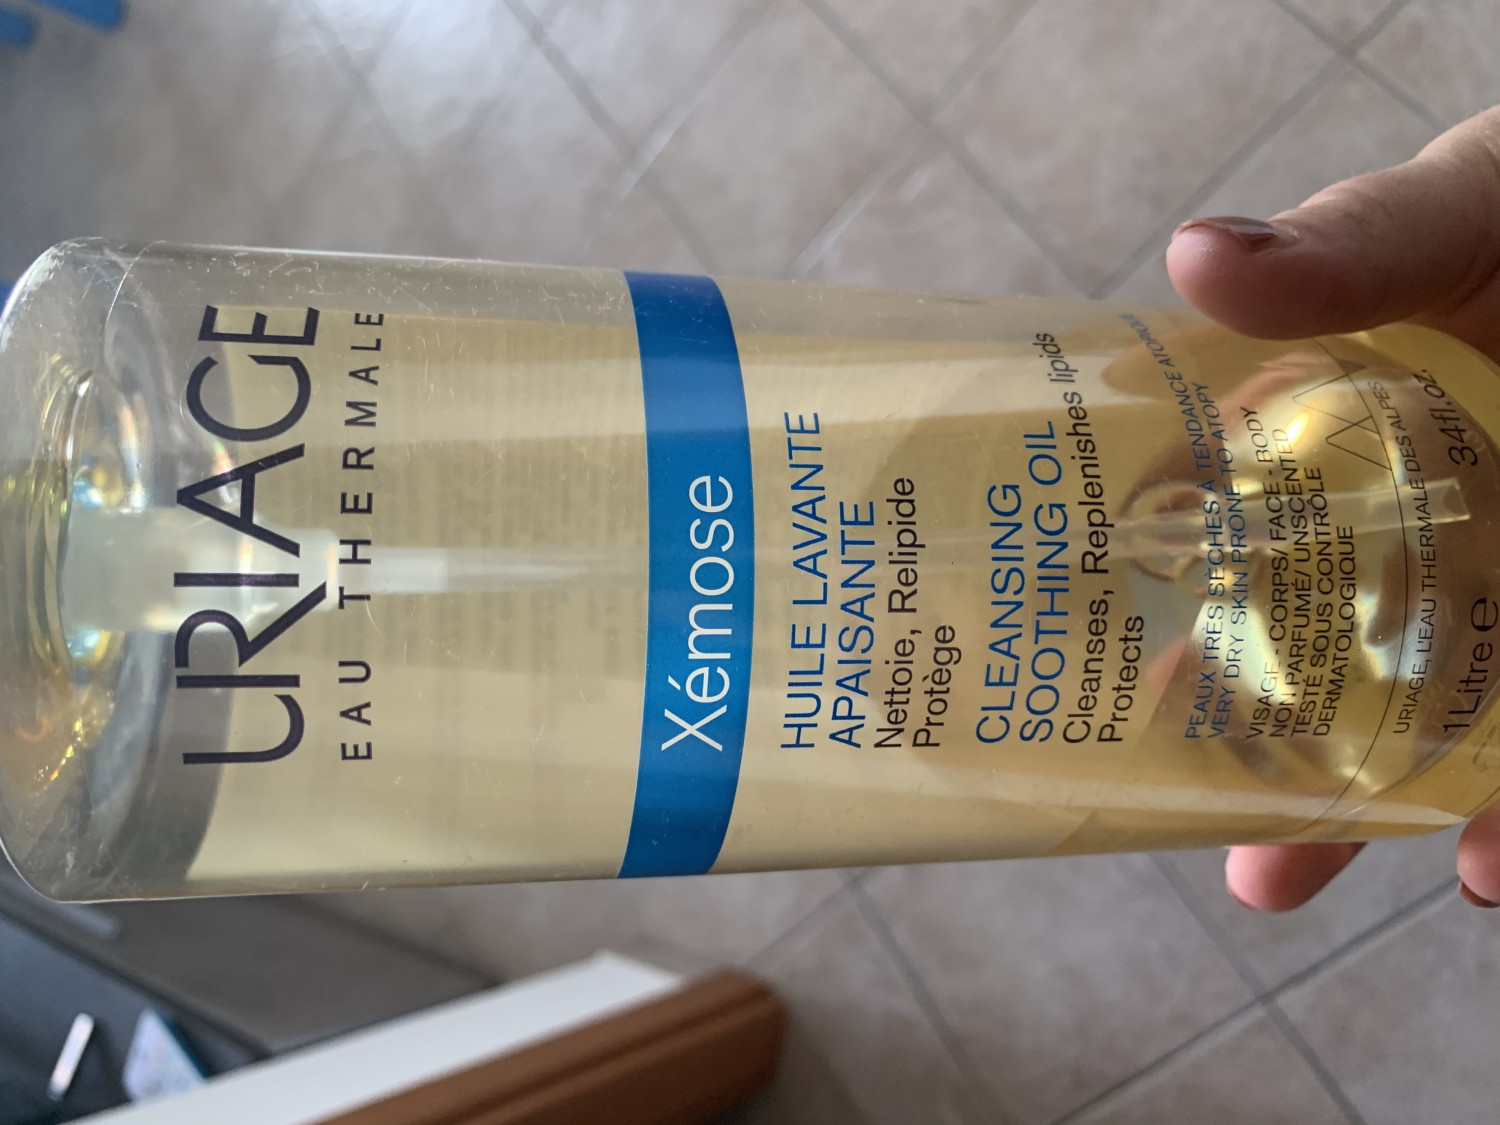 URIAGE
EAU THERMALE
Xémose
HUILE LAVANTE
APAISANTE
Nettoie, Relipide
Protège
CLEANSING
SOOTHING OIL
Cleanses, Replenishes lipids
Protects
PEAUX TRÈS SÈCHES À TENDANCE ATOPIQUE
VERY DRY SKIN PRONE TO ATOPY
VISAGE - CORPS/ FACE - BODY
NON PARFUMÉ/ UNSCENTED
TESTÉ SOUS CONTRÔLE
DERMATOLOGIQUE
URIAGE, L'EAU THERMALE DES ALPES
1 Litre e 34fl.oz.